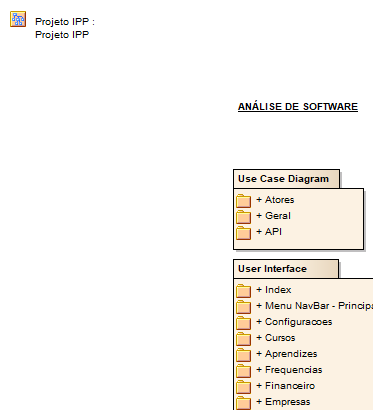 Projeto IPP :
Projeto IPP
ANÁLISE DE SOFTWARE
Use Case Diagram
+ Atores
+ Geral
+ API
User Interface
+ Index
+ Menu NavBar -
+ Configuracoes
+ Cursos
+ Aprendizes
+ Frequencias
+ Financeiro
+ Empresas